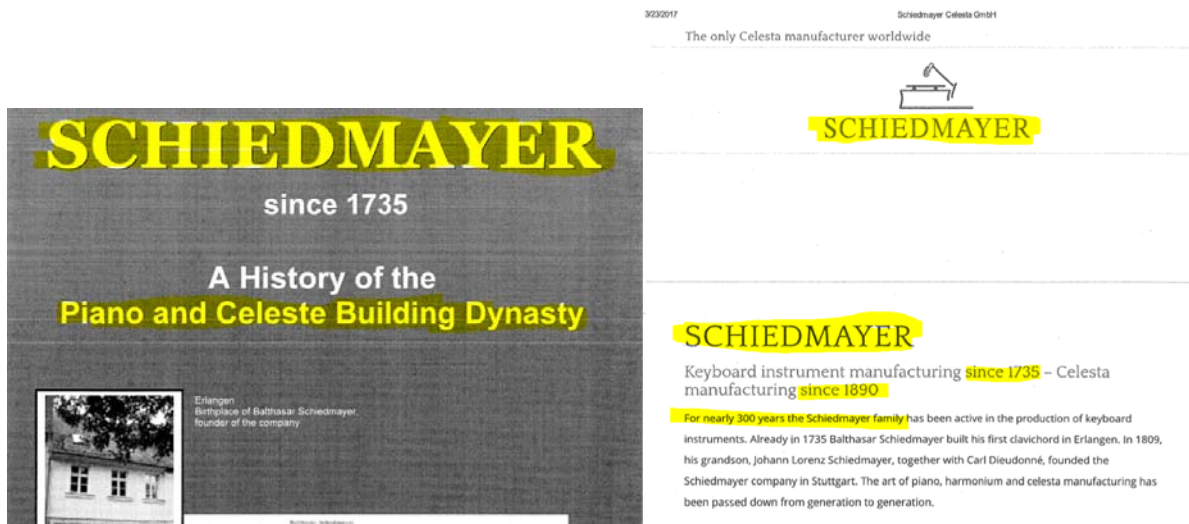 SCHIEDMAYER
since 1735
A History of the
Piano and Celeste Building Dynasty
Erlangen
Birthplace of Balthasar Schiedmayer,
founder of the company
3/23/2017
Schiedmayer Celesta GmbH
The only Celesta manufacturer worldwide
SCHIEDMAYER
SCHIEDMAYER
Keyboard instrument manufacturing since 1735 – Celesta
manufacturing since 1890
For nearly 300 years the Schiedmayer family has been active in the production of keyboard
instruments. Already in 1735 Balthasar Schiedmayer built his first clavichord in Erlangen. In 1809,
his grandson, Johann Lorenz Schiedmayer, together with Carl Dieudonné, founded the
Schiedmayer company in Stuttgart. The art of piano, harmonium and celesta manufacturing has
been passed down from generation to generation.